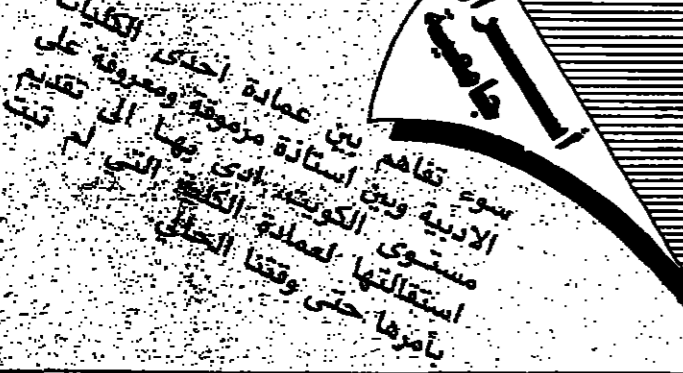 أسرار
جامعية
سوء تفاهم بين عمادة احدى الكليات
الادبية وبين استاذة مرموقة ومعروفة على
مستوى الكويت، ادى بها الى تقديم
استقالتها لعمادة الكلية التي لم تبت
بأمرها حتى وقتنا الحالي